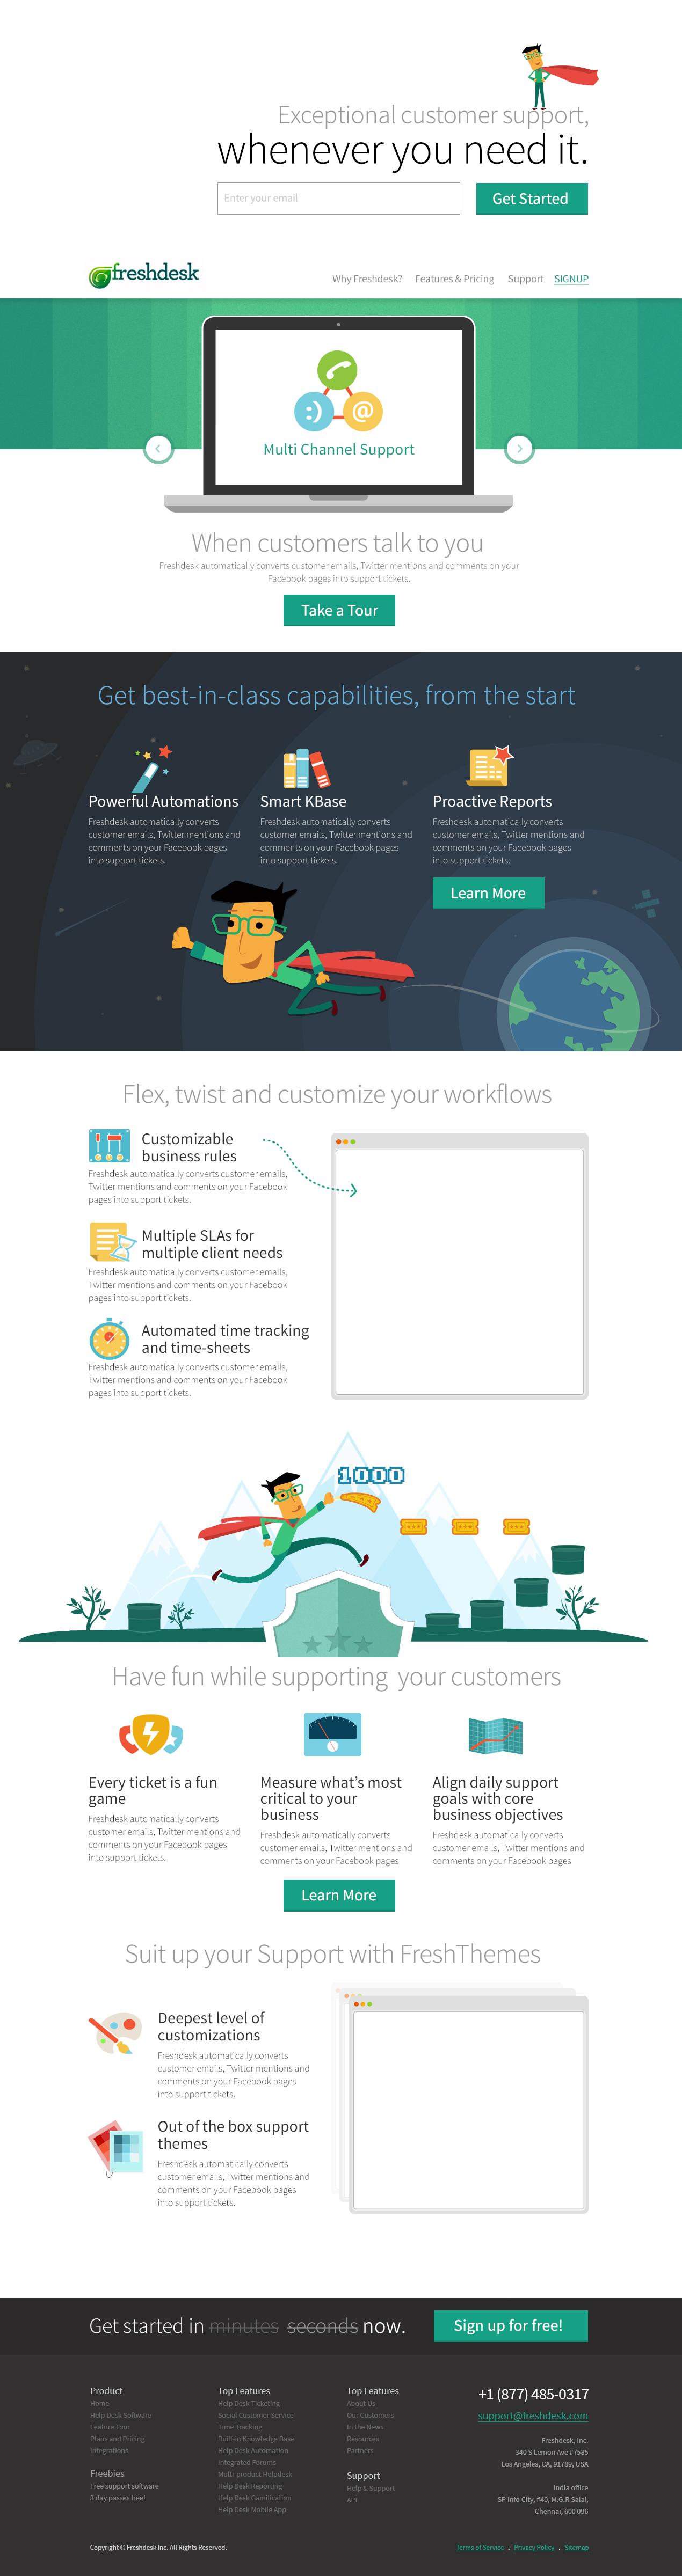 Exceptional customer support,
whenever you need it.
Enter your email
Get Started
freshdesk
Why Freshdesk?
Features & Pricing
Support
SIGNUP
:)
@
Multi Channel Support
When customers talk to you
Freshdesk automatically converts customer emails, Twitter mentions and comments on your
Facebook pages into support tickets.
Take a Tour
Get best-in-class capabilities, from the start
Powerful Automations
Freshdesk automatically converts
customer emails, Twitter mentions and
comments on your Facebook pages
into support tickets.
Smart KBase
Freshdesk automatically converts
customer emails, Twitter mentions and
comments on your Facebook pages
into support tickets.
Proactive Reports
Freshdesk automatically converts
customer emails, Twitter mentions and
comments on your Facebook pages
into support tickets.
Learn More
Flex, twist and customize your workflows
Customizable
business rules
Freshdesk automatically converts customer emails,
Twitter mentions and comments on your Facebook
pages into support tickets.
Multiple SLAs for
multiple client needs
Freshdesk automatically converts customer emails,
Twitter mentions and comments on your Facebook
pages into support tickets.
Automated time tracking
and time-sheets
Freshdesk automatically converts customer emails,
Twitter mentions and comments on your Facebook
pages into support tickets.
1000
Have fun while supporting your customers
Every ticket is a fun
game
Freshdesk automatically converts
customer emails, Twitter mentions and
comments on your Facebook pages
into support tickets.
Measure what's most
critical to your
business
Freshdesk automatically converts
customer emails, Twitter mentions and
comments on your Facebook pages
Align daily support
goals with core
business objectives
Freshdesk automatically converts
customer emails, Twitter mentions and
comments on your Facebook pages
Learn More
Suit up your Support with FreshThemes
Deepest level of
customizations
Freshdesk automatically converts
customer emails, Twitter mentions and
comments on your Facebook pages
into support tickets.
Out of the box support
themes
Freshdesk automatically converts
customer emails, Twitter mentions and
comments on your Facebook pages
into support tickets.
Get started in minutes seconds now.
Sign up for free!
Product
Home
Help Desk Software
Feature Tour
Plans and Pricing
Integrations
Freebies
Free support software
3 day passes free!
Top Features
Help Desk Ticketing
Social Customer Service
Time Tracking
Built-in Knowledge Base
Help Desk Automation
Integrated Forums
Multi-product Helpdesk
Help Desk Reporting
Help Desk Gamification
Help Desk Mobile App
Top Features
About Us
Our Customers
In the News
Resources
Partners
Support
Help & Support
API
+1 (877) 485-0317
support@freshdesk.com
Freshdesk, Inc.
340 S Lemon Ave #7585
Los Angeles, CA, 91789, USA
India office
SP Info City, #40, M.G.R Salai,
Chennai, 600 096
Copyright © Freshdesk Inc. All Rights Reserved.
Terms of Service . Privacy Policy . Sitemap